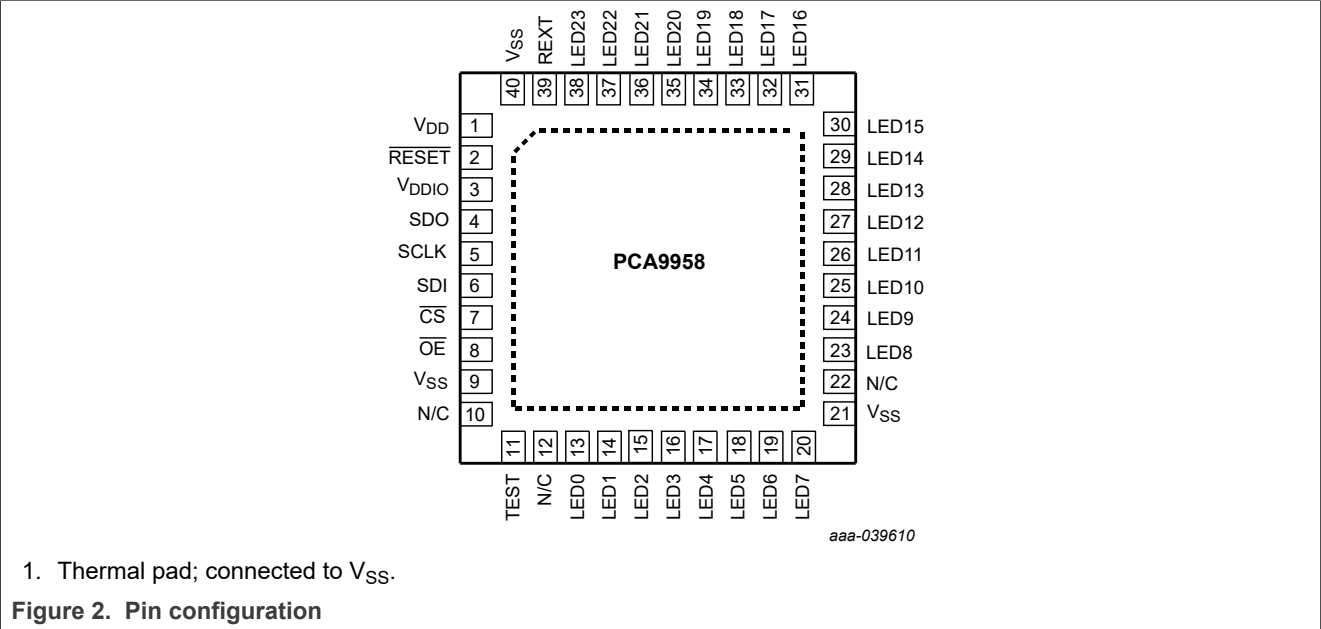 VSS REXT LED23 LED22 LED21 LED20 LED19 LED18 LED17 LED16
40 39 38 37 36 35 34 33 32 31
VDD 1
RESET 2
VDDIO 3
SDO 4
SCLK 5
SDI 6
CS 7
OE 8
VSS 9
N/C 10
PCA9958
30 LED15
29 LED14
28 LED13
27 LED12
26 LED11
25 LED10
24 LED9
23 LED8
22 N/C
21 VSS
11 12 13 14 15 16 17 18 19 20
TEST N/C LED0 LED1 LED2 LED3 LED4 LED5 LED6 LED7
aaa-039610
1. Thermal pad; connected to VSS.
Figure 2. Pin configuration